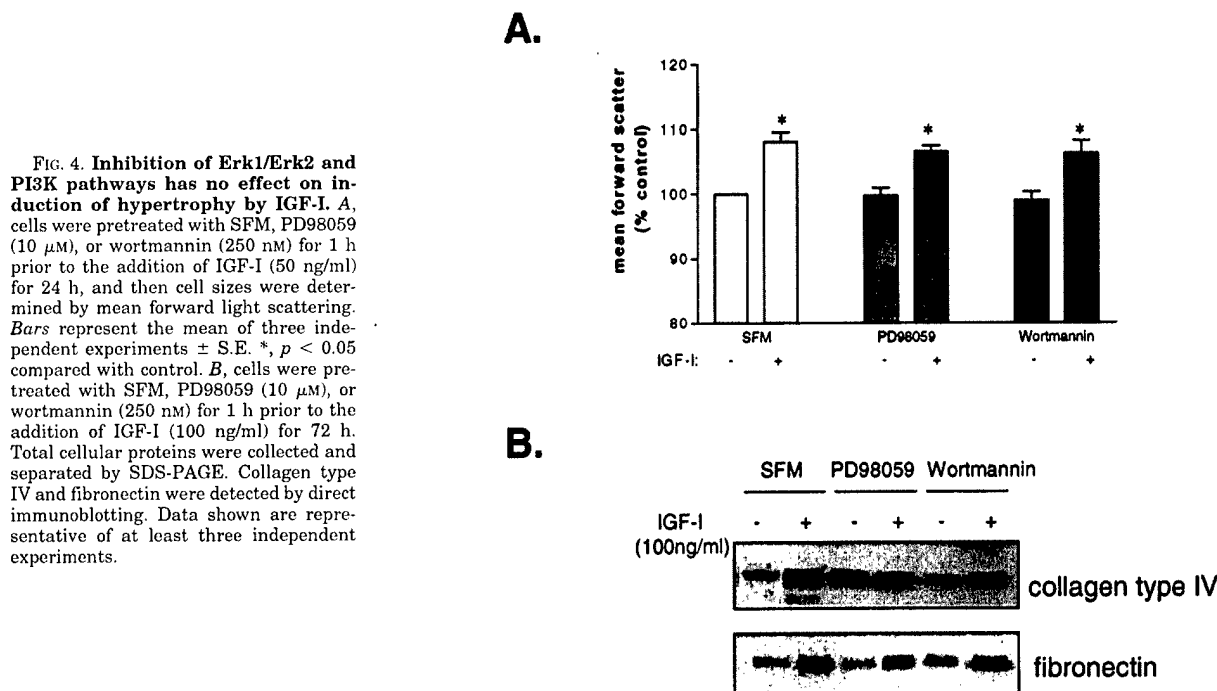 FIG. 4. Inhibition of Erk1/Erk2 and
PI3K pathways has no effect on in-
duction of hypertrophy by IGF-I. A,
cells were pretreated with SFM, PD98059
(10 μM), or wortmannin (250 nM) for 1 h
prior to the addition of IGF-I (50 ng/ml)
for 24 h, and then cell sizes were deter-
mined by mean forward light scattering.
Bars represent the mean of three inde-
pendent experiments ± S.E. *, p < 0.05
compared with control. B, cells were pre-
treated with SFM, PD98059 (10 μM), or
wortmannin (250 nM) for 1 h prior to the
addition of IGF-I (100 ng/ml) for 72 h.
Total cellular proteins were collected and
separated by SDS-PAGE. Collagen type
IV and fibronectin were detected by direct
immunoblotting. Data shown are repre-
sentative of at least three independent
experiments.
A.
mean forward scatter
(% control)
120
110
100
90
80
* * *
SFM PD98059 Wortmannin
IGF-I: - + - + - +
B.
SFM PD98059 Wortmannin
IGF-I - + - + - +
(100ng/ml)
collagen type IV
fibronectin